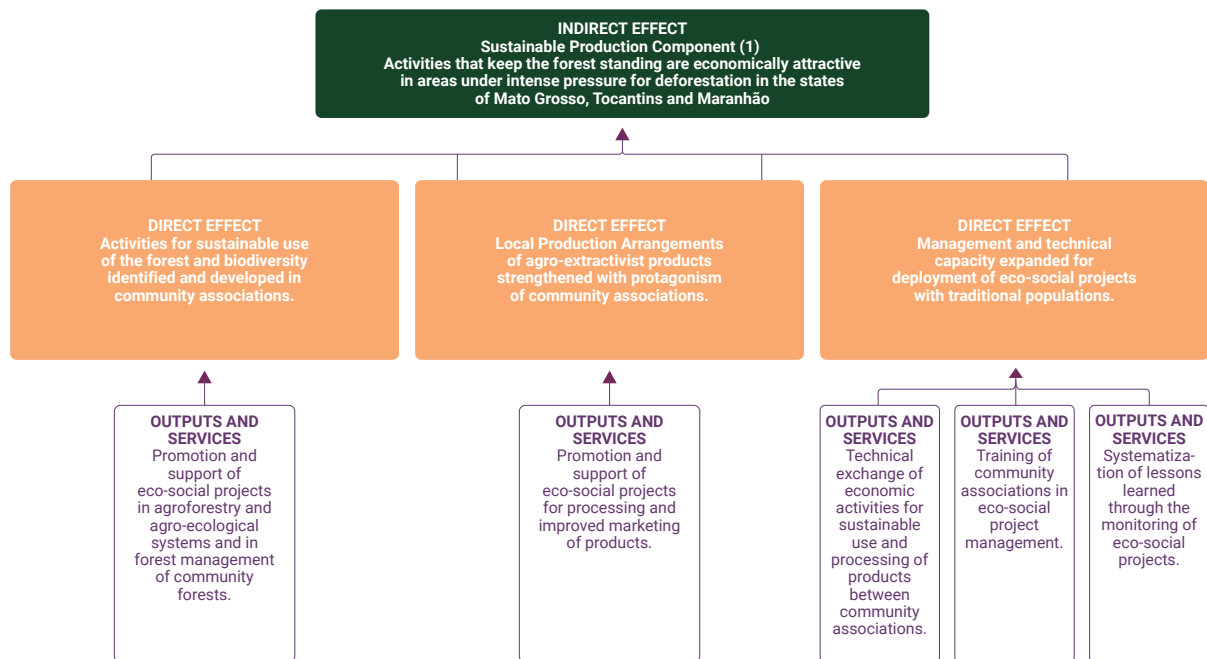 INDIRECT EFFECT
Sustainable Production Component (1)
Activities that keep the forest standing are economically attractive
in areas under intense pressure for deforestation in the states
of Mato Grosso, Tocantins and Maranhão
DIRECT EFFECT
Activities for sustainable use
of the forest and biodiversity
identified and developed in
community associations.
DIRECT EFFECT
Local Production Arrangements
of agro-extractivist products
strengthened with protagonism
of community associations.
DIRECT EFFECT
Management and technical
capacity expanded for
deployment of eco-social projects
with traditional populations.
OUTPUTS AND
SERVICES
Promotion and
support of
eco-social projects
in agroforestry and
agro-ecological
systems and in
forest management
of community
forests.
OUTPUTS AND
SERVICES
Promotion and
support of
eco-social projects
for processing and
improved marketing
of products.
OUTPUTS AND
SERVICES
Technical
exchange of
economic
activities for
sustainable
use and
processing of
products
between
community
associations.
OUTPUTS AND
SERVICES
Training of
community
associations in
eco-social
project
management.
OUTPUTS AND
SERVICES
Systematiza-
tion of lessons
learned
through the
monitoring of
eco-social
projects.